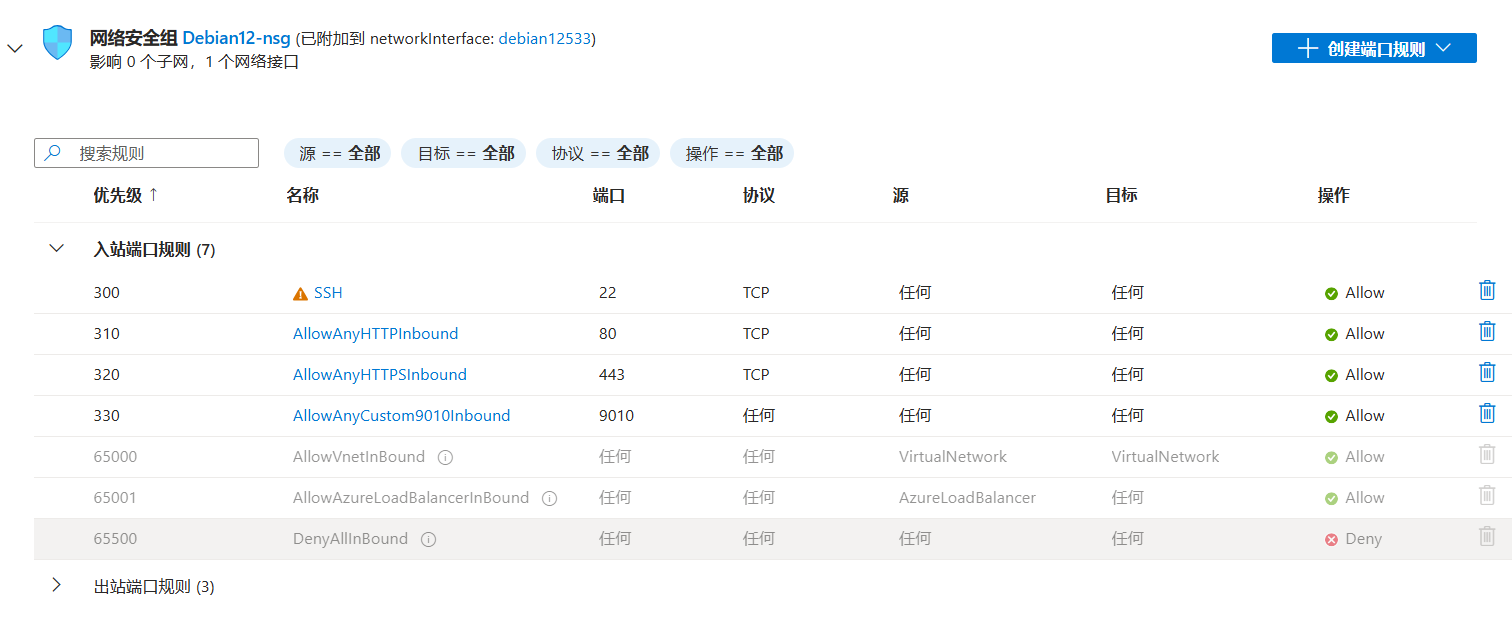 网络安全组 Debian12-nsg (已附加到 networkInterface: debian12533)
影响 0 个子网，1 个网络接口
创建端口规则
搜索规则
源 == 全部 目标 == 全部 协议 == 全部 操作 == 全部
优先级 ↑ 名称 端口 协议 源 目标 操作
入站端口规则 (7)
300 SSH 22 TCP 任何 任何 Allow
310 AllowAnyHTTPInbound 80 TCP 任何 任何 Allow
320 AllowAnyHTTPSInbound 443 TCP 任何 任何 Allow
330 AllowAnyCustom9010Inbound 9010 任何 任何 任何 Allow
65000 AllowVnetInBound 任何 任何 VirtualNetwork VirtualNetwork Allow
65001 AllowAzureLoadBalancerInBound 任何 任何 AzureLoadBalancer 任何 Allow
65500 DenyAllInBound 任何 任何 任何 任何 Deny
出站端口规则 (3)